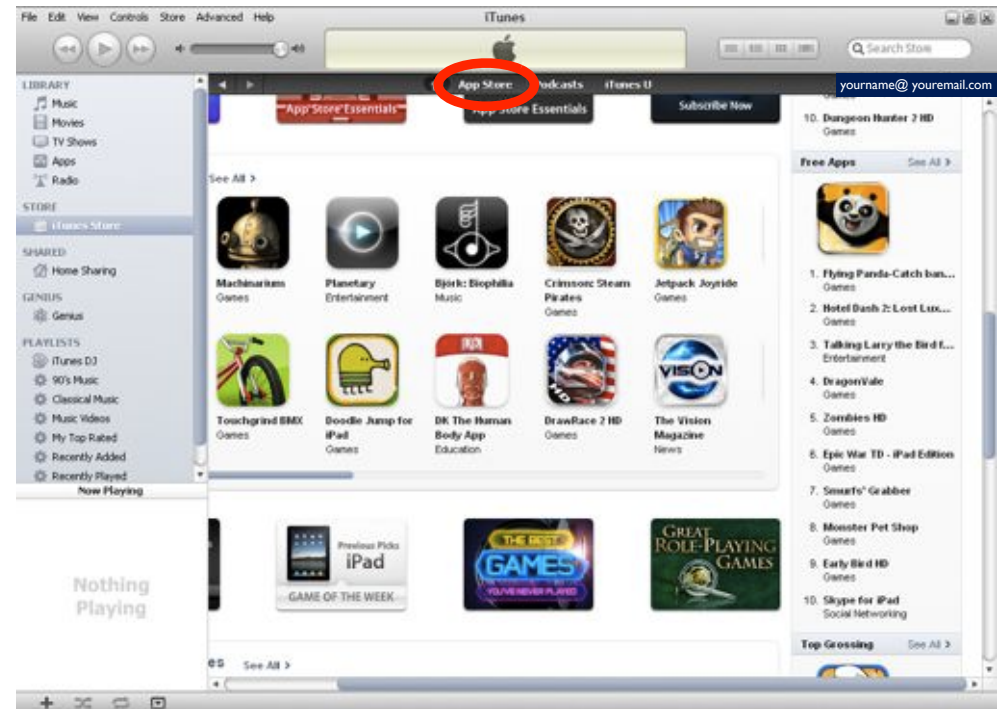 File Edit View Controls Store Advanced Help
iTunes
Search Store
App Store Podcasts iTunes U
yourname@ youremail.com
LIBRARY
Music
Movies
TV Shows
Apps
Radio
STORE
iTunes Store
SHARED
Home Sharing
GENIUS
Genius
PLAYLISTS
iTunes DJ
90's Music
Classical Music
Music Videos
My Top Rated
Recently Added
Recently Played
Now Playing
Nothing
Playing
App Store Essentials
App Store Essentials
Subscribe Now
See All >
Machinarium
Games
Planetary
Entertainment
Björk: Biophilia
Music
Crimson: Steam
Pirates
Games
Jetpack Joyride
Games
Touchgrind BMX
Games
Doodle Jump for
iPad
Games
DK The Human
Body App
Education
HD
DrawRace 2 HD
Games
VISION
The Vision
Magazine
News
Previous Picks
iPad
GAME OF THE WEEK
THE BEST
GAMES
YOU'VE NEVER PLAYED
GREAT
ROLE-PLAYING
GAMES
es See All >
10. Dungeon Hunter 2 HD
Games
Free Apps See All >
1. Flying Panda-Catch ban...
Games
2. Hotel Dash 2: Lost Lux...
Games
3. Talking Larry the Bird f...
Entertainment
4. DragonVale
Games
5. Zombies HD
Games
6. Epic War TD - iPad Edition
Games
7. Smurfs' Grabber
Games
8. Monster Pet Shop
Games
9. Early Bird HD
Games
10. Skype for iPad
Social Networking
Top Grossing See All >